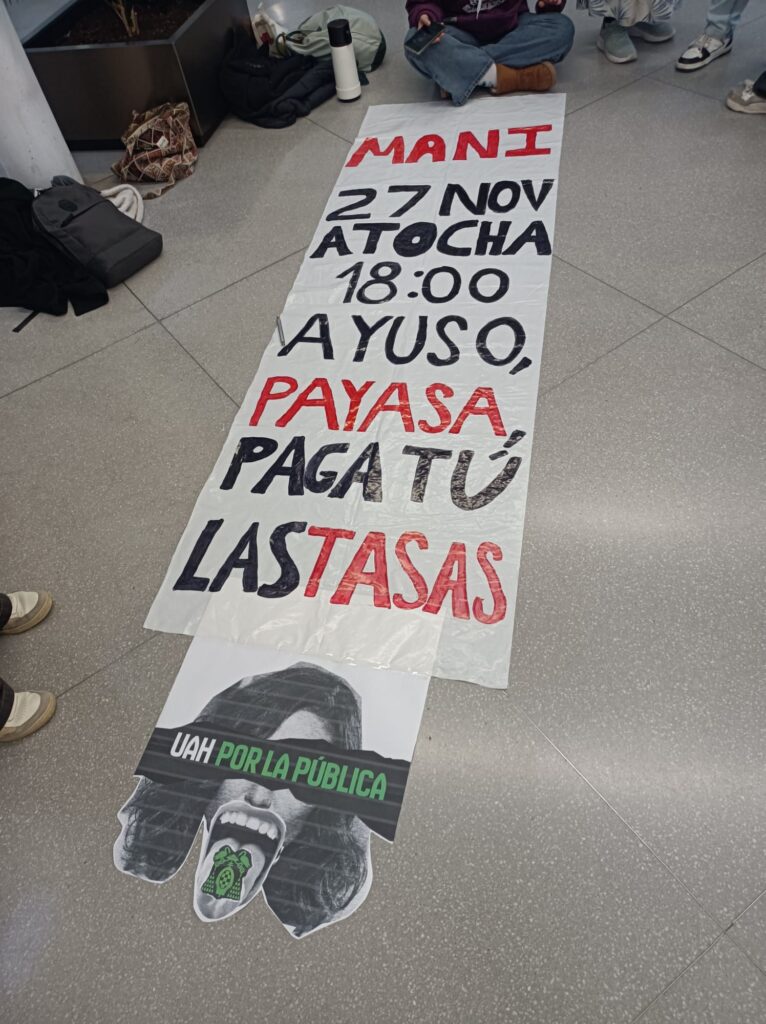 MANI
27 NOV
ATOCHA
18:00
AYUSO,
PAYASA,
PAGA TÚ
LAS TASAS
UAH POR LA PÚBLICA